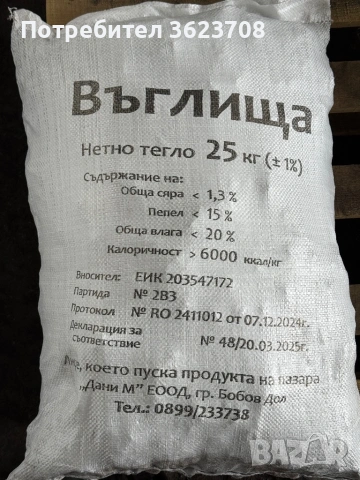 Потребител 3623708
Въглища
Нетно тегло 25 кг (± 1%)
Съдържание на:
Обща сяра < 1,3 %
Пепел < 15 %
Обща влага < 20 %
Калоричност > 6000 ккал/кг
Вносител: ЕИК 203547172
Партида № 2В3
Протокол № RO 2411012 от 07.12.2024г.
Декларация за
съответствие № 48/20.03.2025г.
което пуска продукта на пазара
„Дани М" ЕООД, гр. Бобов Дол
Тел.: 0899/233738
BAZAR